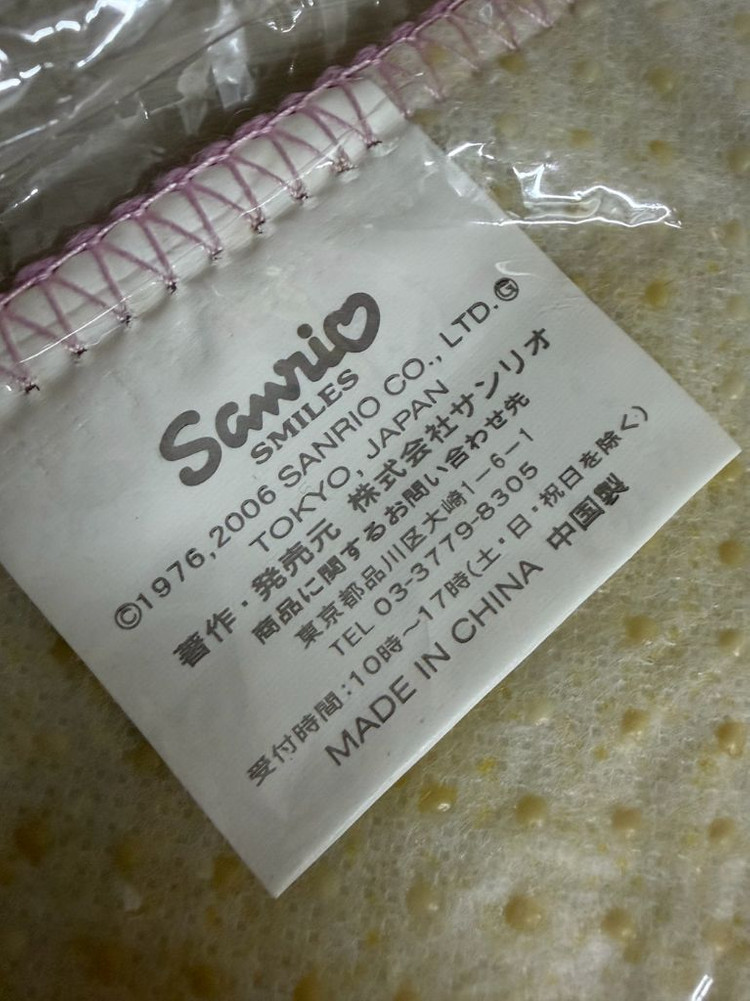 Sanrio
SMILES
©1976,2006 SANRIO CO., LTD.Ⓖ
TOKYO, JAPAN
著作・発売元 株式会社サンリオ
商品に関するお問い合わせ先
東京都品川区大崎1-6-1
TEL 03-3779-8305
受付時間:10時〜17時(土・日・祝日を除く)
MADE IN CHINA 中国製